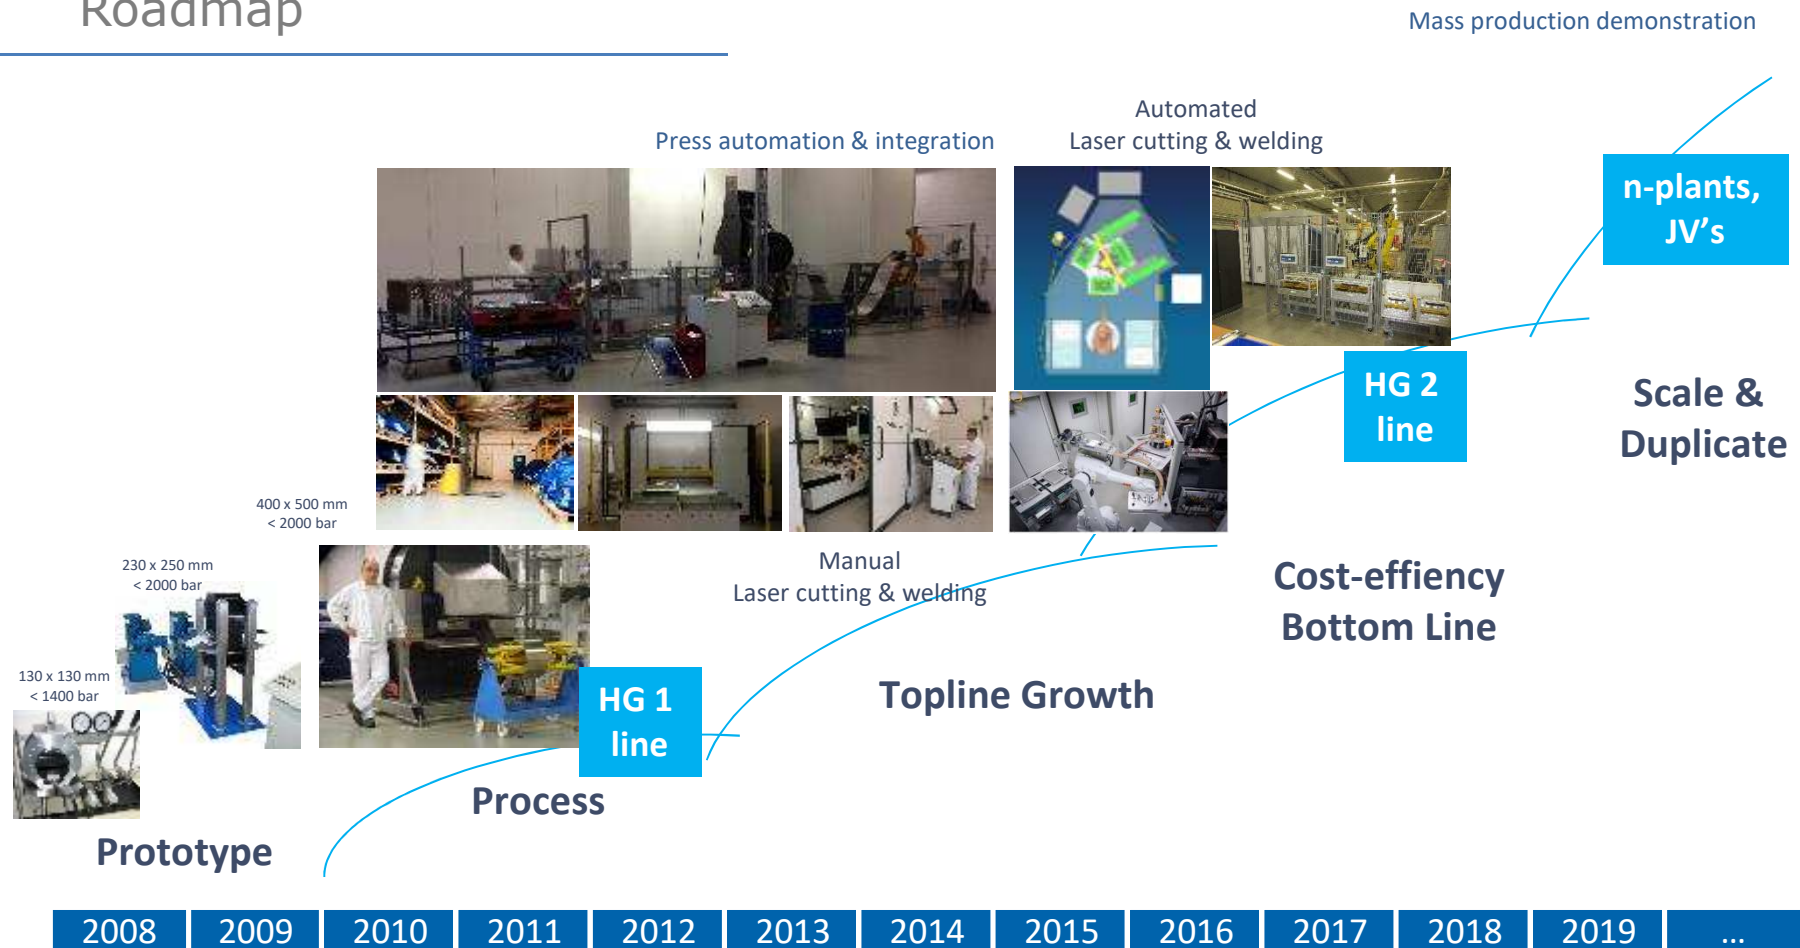 Roadmap
Mass production demonstration
Automated
Laser cutting & welding
Press automation & integration
n-plants,
JV's
HG 2
line
Scale &
Duplicate
400 x 500 mm
< 2000 bar
230 x 250 mm
< 2000 bar
Manual
Laser cutting & welding
Cost-effiency
Bottom Line
130 x 130 mm
< 1400 bar
HG 1
line
Topline Growth
Process
Prototype
2008 2009 2010 2011 2012 2013 2014 2015 2016 2017 2018 2019 ...